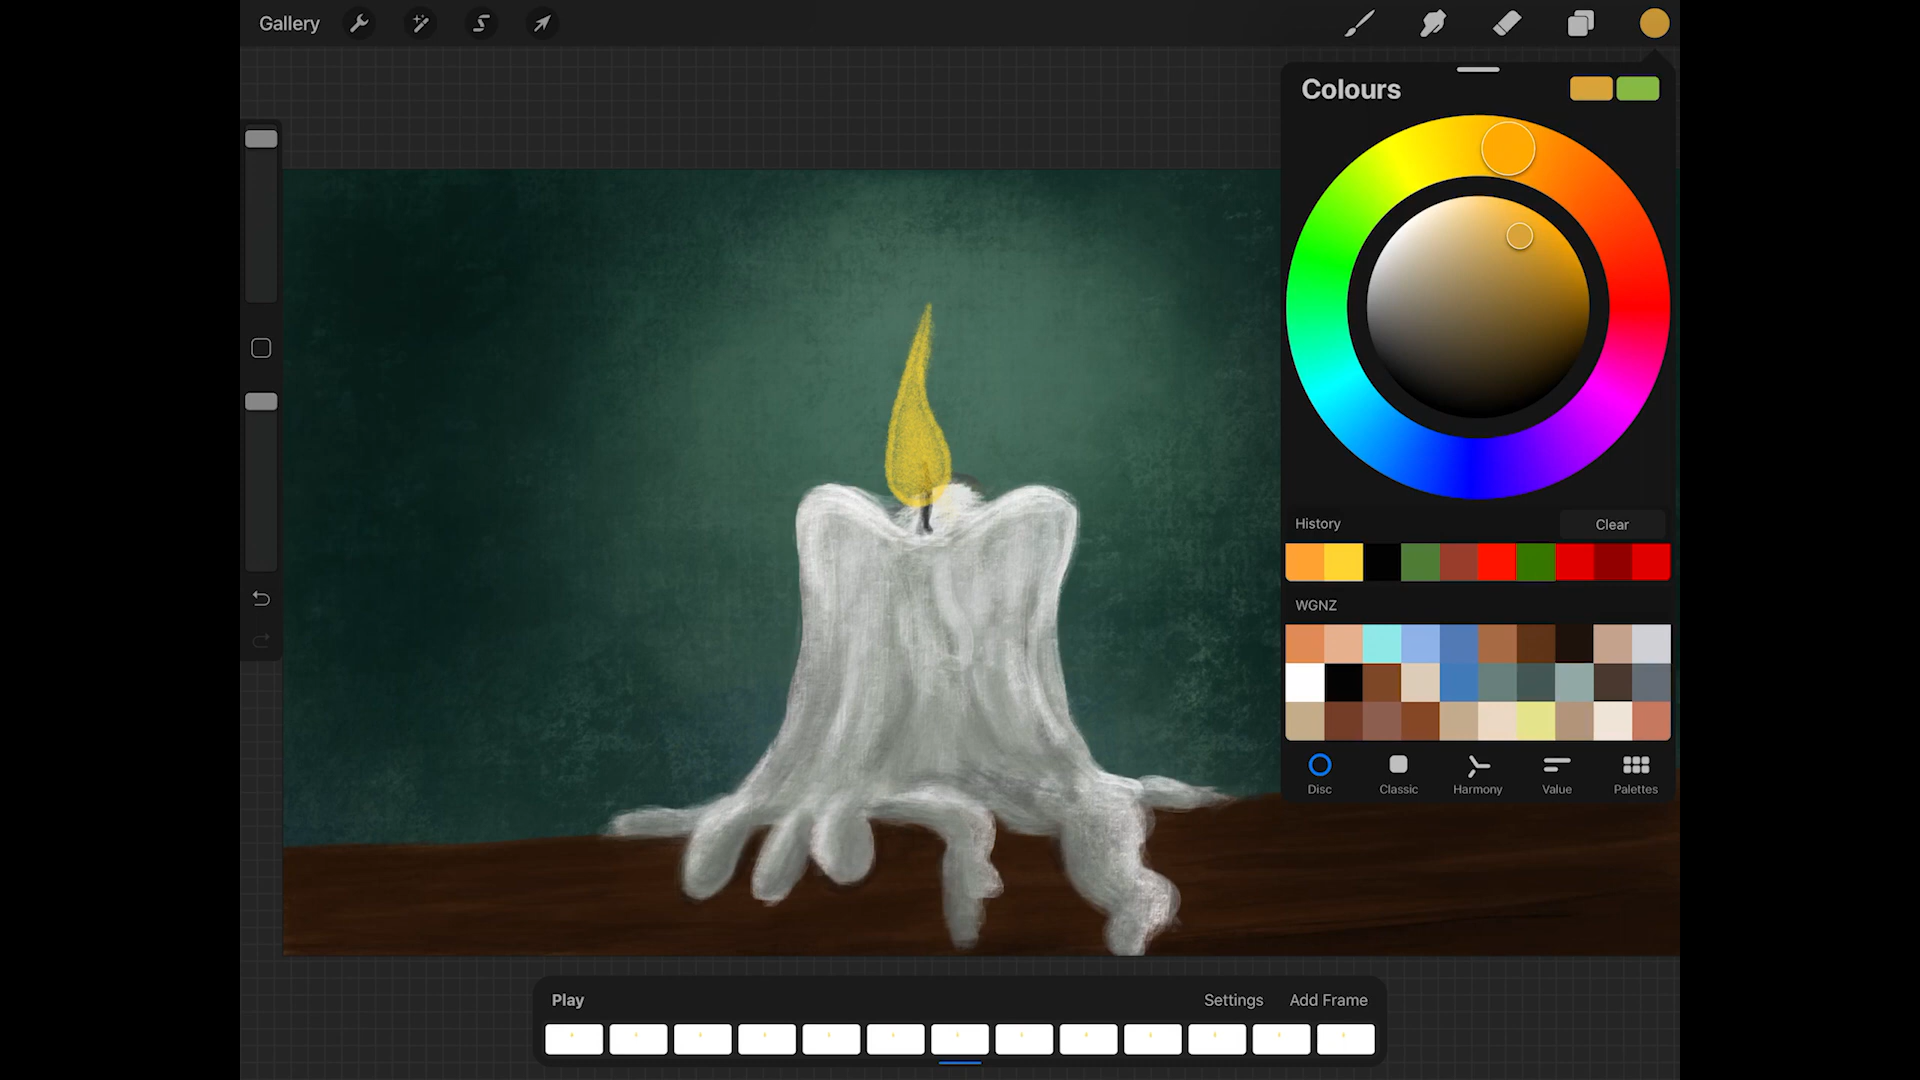 Gallery
Colours
History
Clear
WGNZ
Disc
Classic
Harmony
Value
Palettes
Play
Settings
Add Frame